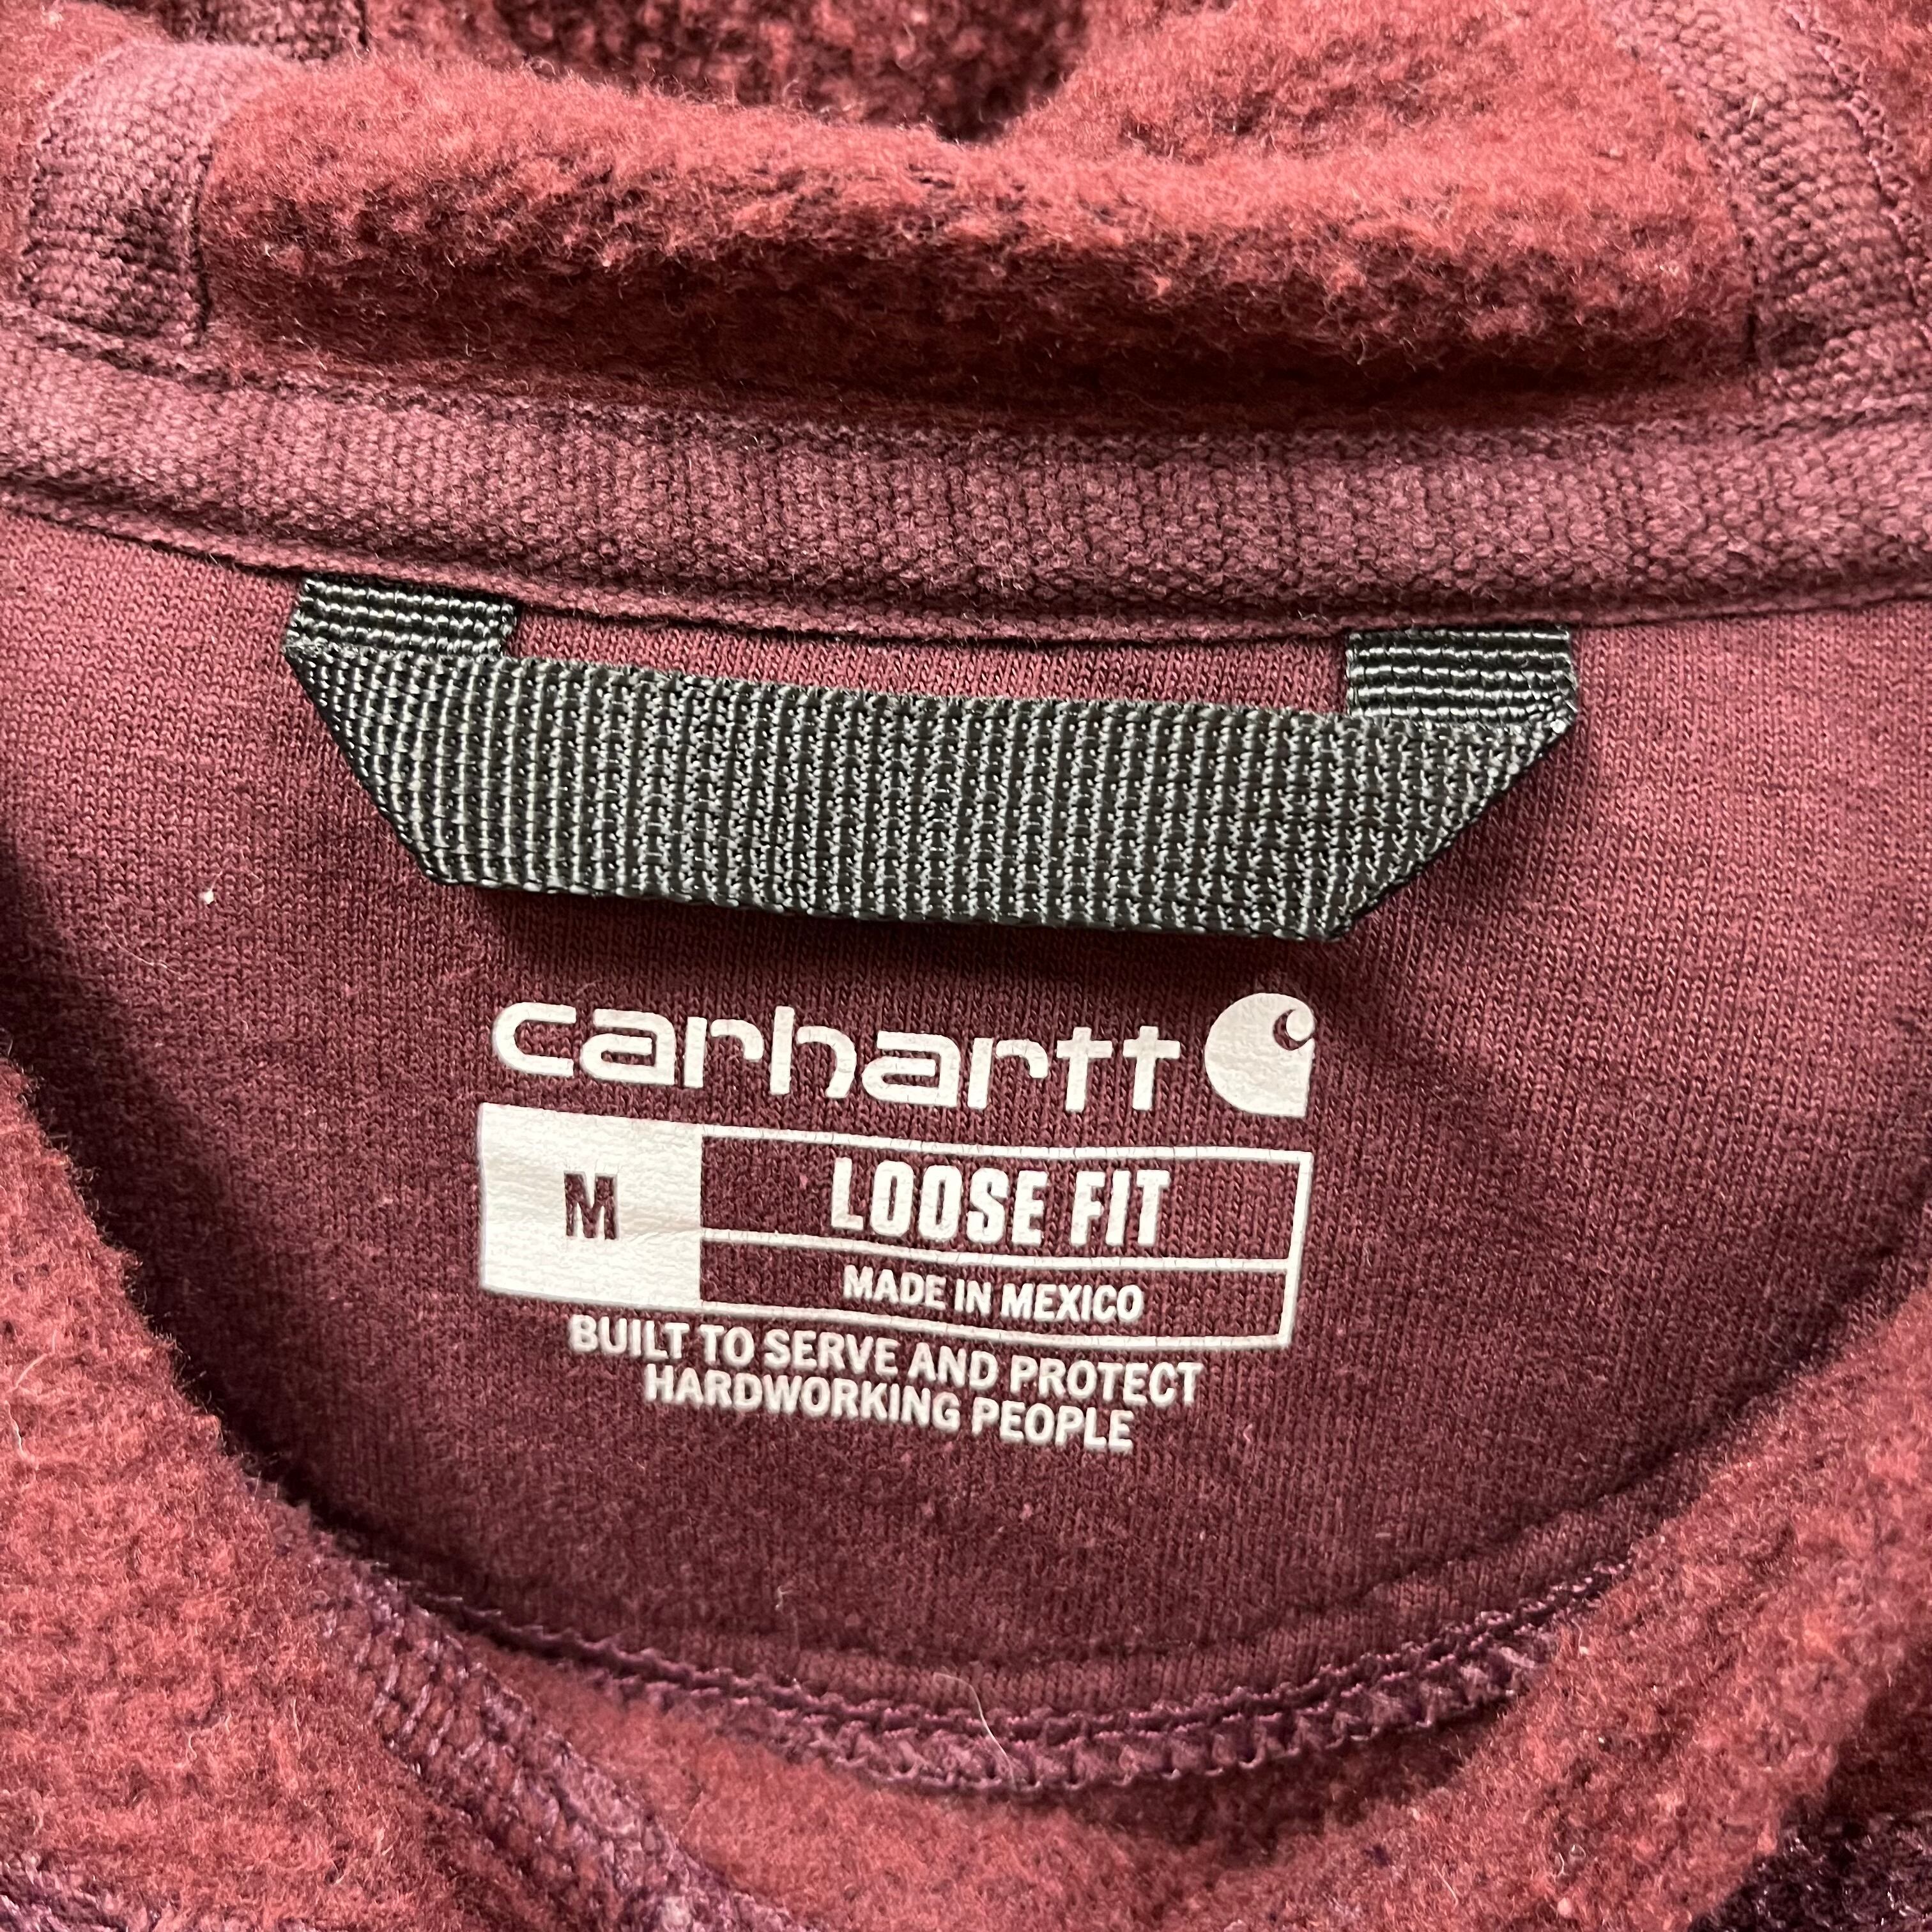 carhartt
M
LOOSE FIT
MADE IN MEXICO
BUILT TO SERVE AND PROTECT
HARDWORKING PEOPLE